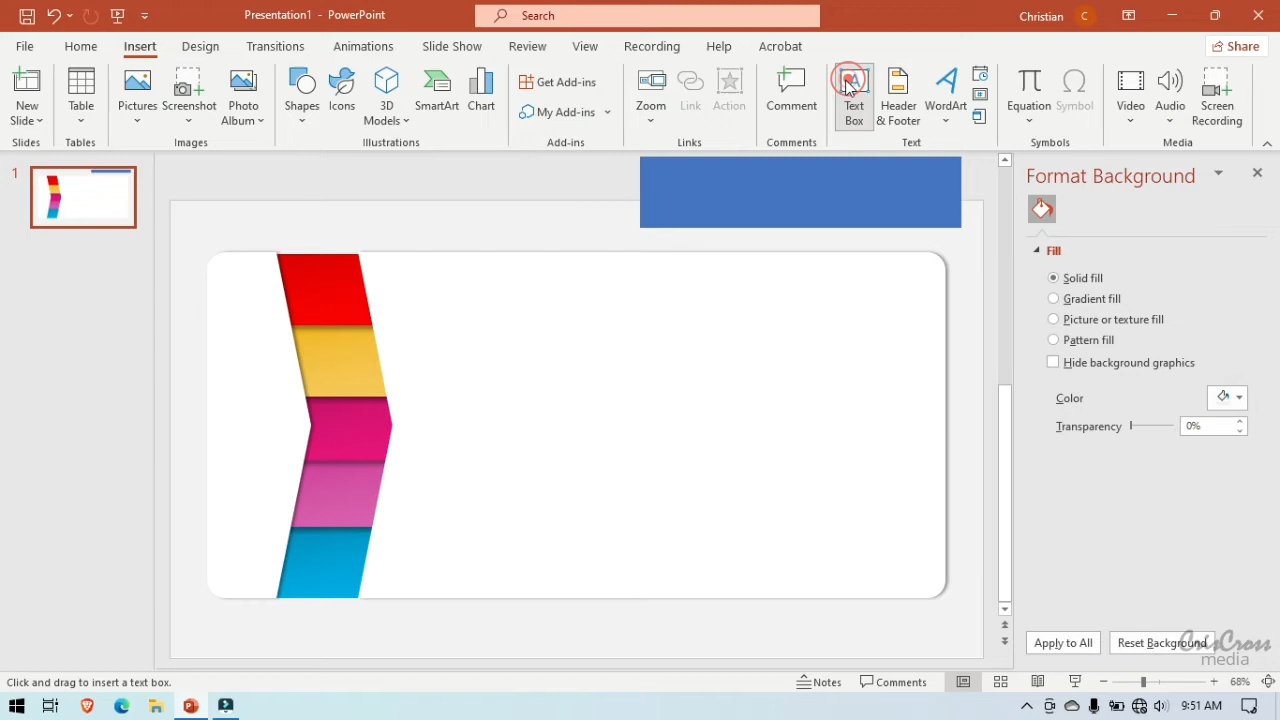 Presentation1 - PowerPoint
Search
Christian
C
File
Home
Insert
Design
Transitions
Animations
Slide Show
Review
View
Recording
Help
Acrobat
Share
New
Slide
Table
Pictures
Screenshot
Photo
Album
Shapes
Icons
3D
Models
SmartArt
Chart
Get Add-ins
My Add-ins
Zoom
Link
Action
Comment
Text
Box
Header
& Footer
WordArt
Equation
Symbol
Video
Audio
Screen
Recording
Slides
Tables
Images
Illustrations
Add-ins
Links
Comments
Text
Symbols
Media
1
Format Background
Fill
Solid fill
Gradient fill
Picture or texture fill
Pattern fill
Hide background graphics
Color
Transparency
0%
Apply to All
Reset Background
CrisCross
media
Click and drag to insert a text box.
Notes
Comments
68%
9:51 AM